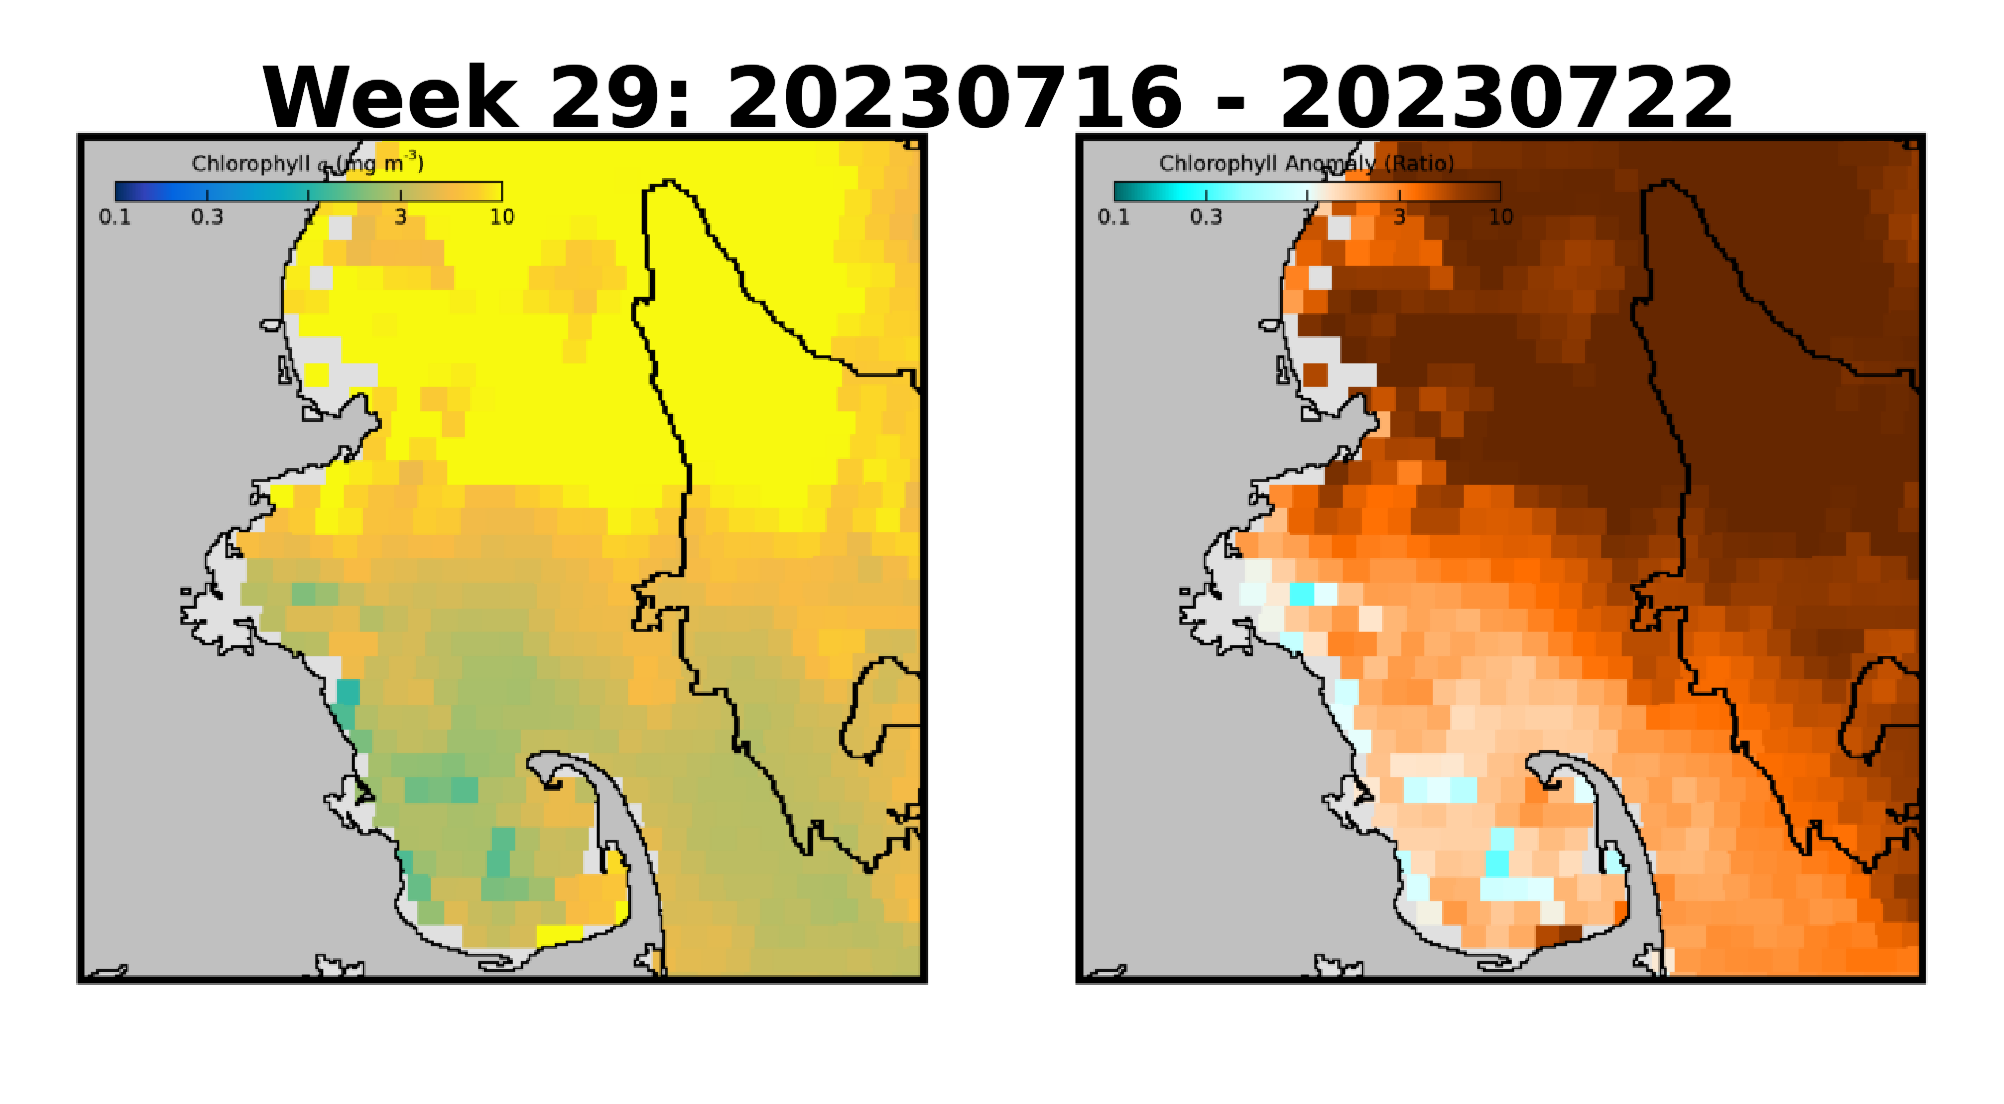 Week 29: 20230716 - 20230722
Chlorophyll a (mg m-3)
0.1 0.3 1 3 10
Chlorophyll Anomaly (Ratio)
0.1 0.3 1 3 10